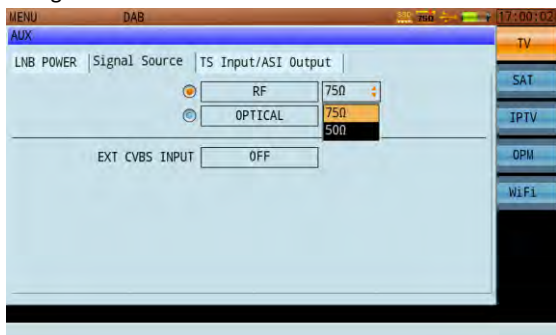 MENU DAB 75Ω 17:00:02
AUX
LNB POWER Signal Source TS Input/ASI Output
RF 75Ω
OPTICAL 75Ω
50Ω
EXT CVBS INPUT OFF
TV
SAT
IPTV
OPM
WiFi